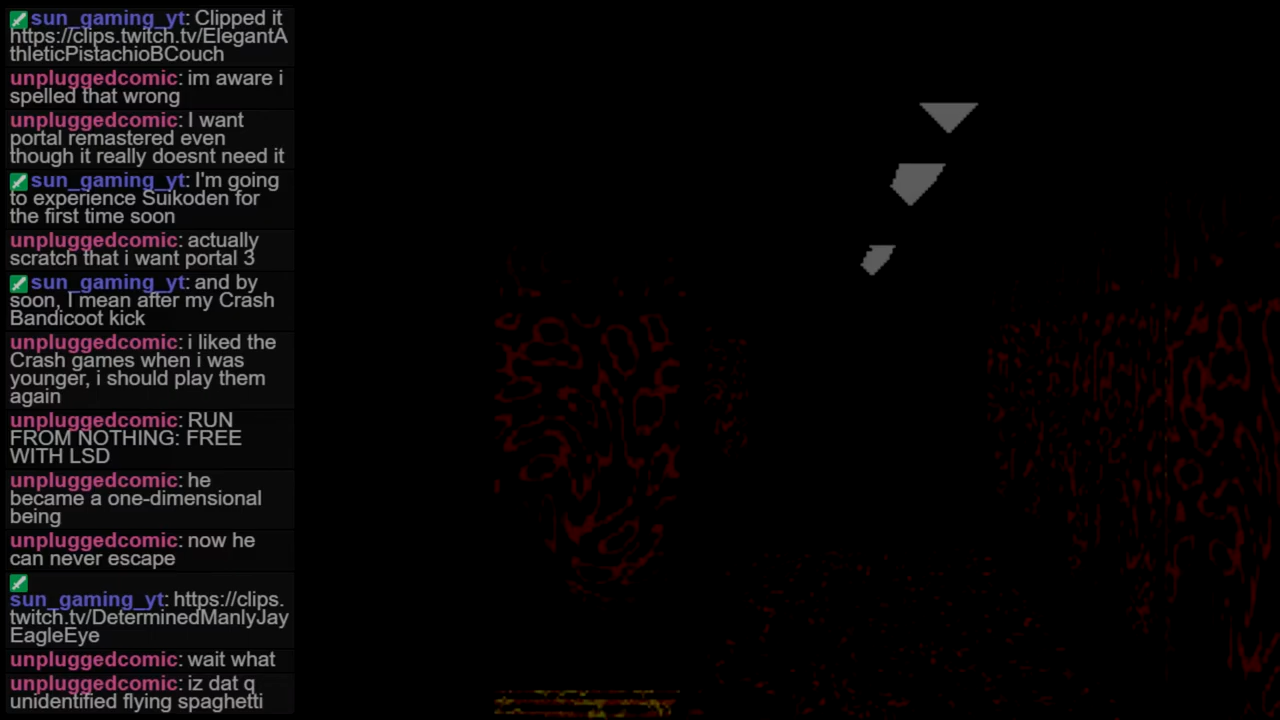 sun_gaming_yt: Clipped it
https://clips.twitch.tv/ElegantA
thleticPistachioBCouch
unpluggedcomic: im aware i
spelled that wrong
unpluggedcomic: I want
portal remastered even
though it really doesnt need it
sun_gaming_yt: I'm going
to experience Suikoden for
the first time soon
unpluggedcomic: actually
scratch that i want portal 3
sun_gaming_yt: and by
soon, I mean after my Crash
Bandicoot kick
unpluggedcomic: i liked the
Crash games when i was
younger, i should play them
again
unpluggedcomic: RUN
FROM NOTHING: FREE
WITH LSD
unpluggedcomic: he
became a one-dimensional
being
unpluggedcomic: now he
can never escape
sun_gaming_yt: https://clips.
twitch.tv/DeterminedManlyJay
EagleEye
unpluggedcomic: wait what
unpluggedcomic: iz dat q
unidentified flying spaghetti